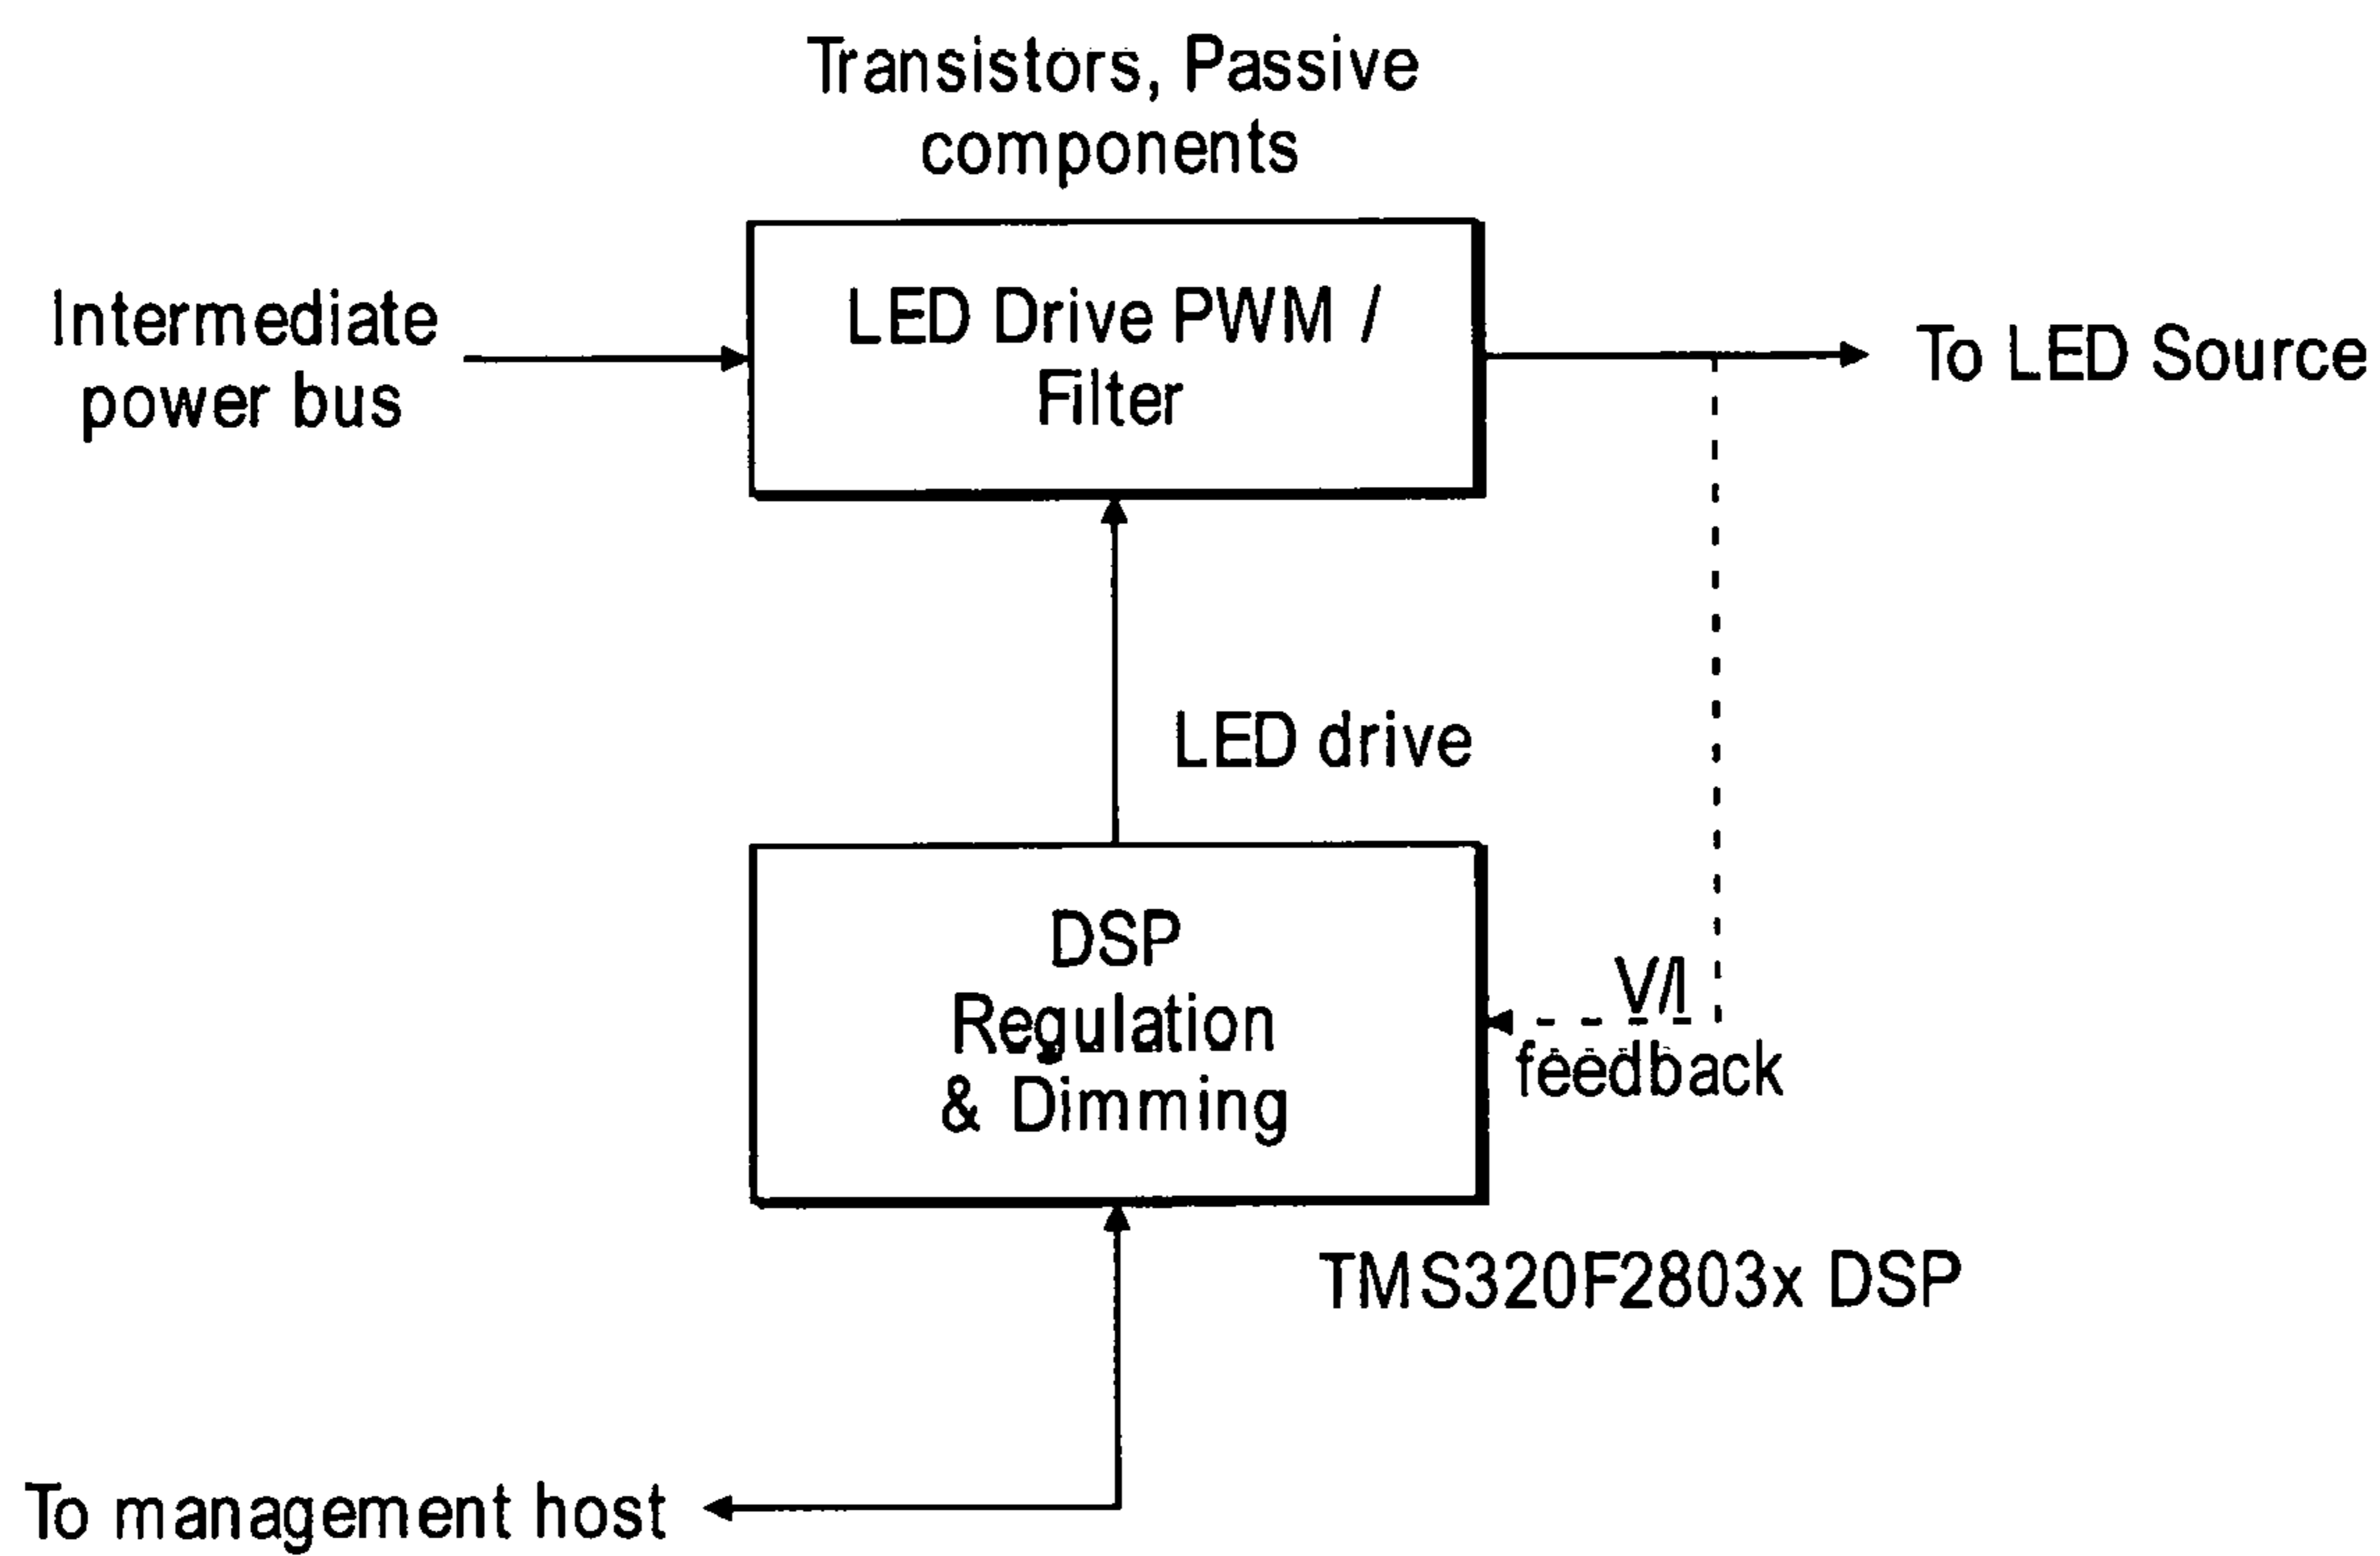 Transistors, Passive
components
Intermediate
power bus
LED Drive PWM /
Filter
To LED Source
LED drive
DSP
Regulation
& Dimming
V/I
feedback
TMS320F2803x DSP
To management host